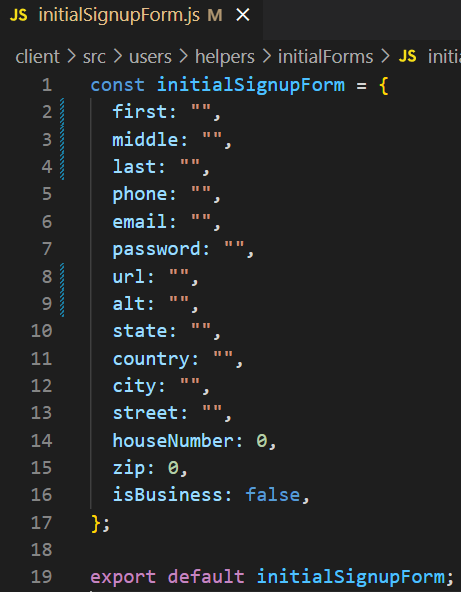 JS initialSignupForm.js M ✕
client > src > users > helpers > initialForms > JS initi
1 const initialSignupForm = {
2 first: "",
3 middle: "",
4 last: "",
5 phone: "",
6 email: "",
7 password: "",
8 url: "",
9 alt: "",
10 state: "",
11 country: "",
12 city: "",
13 street: "",
14 houseNumber: 0,
15 zip: 0,
16 isBusiness: false,
17 };
18
19 export default initialSignupForm;